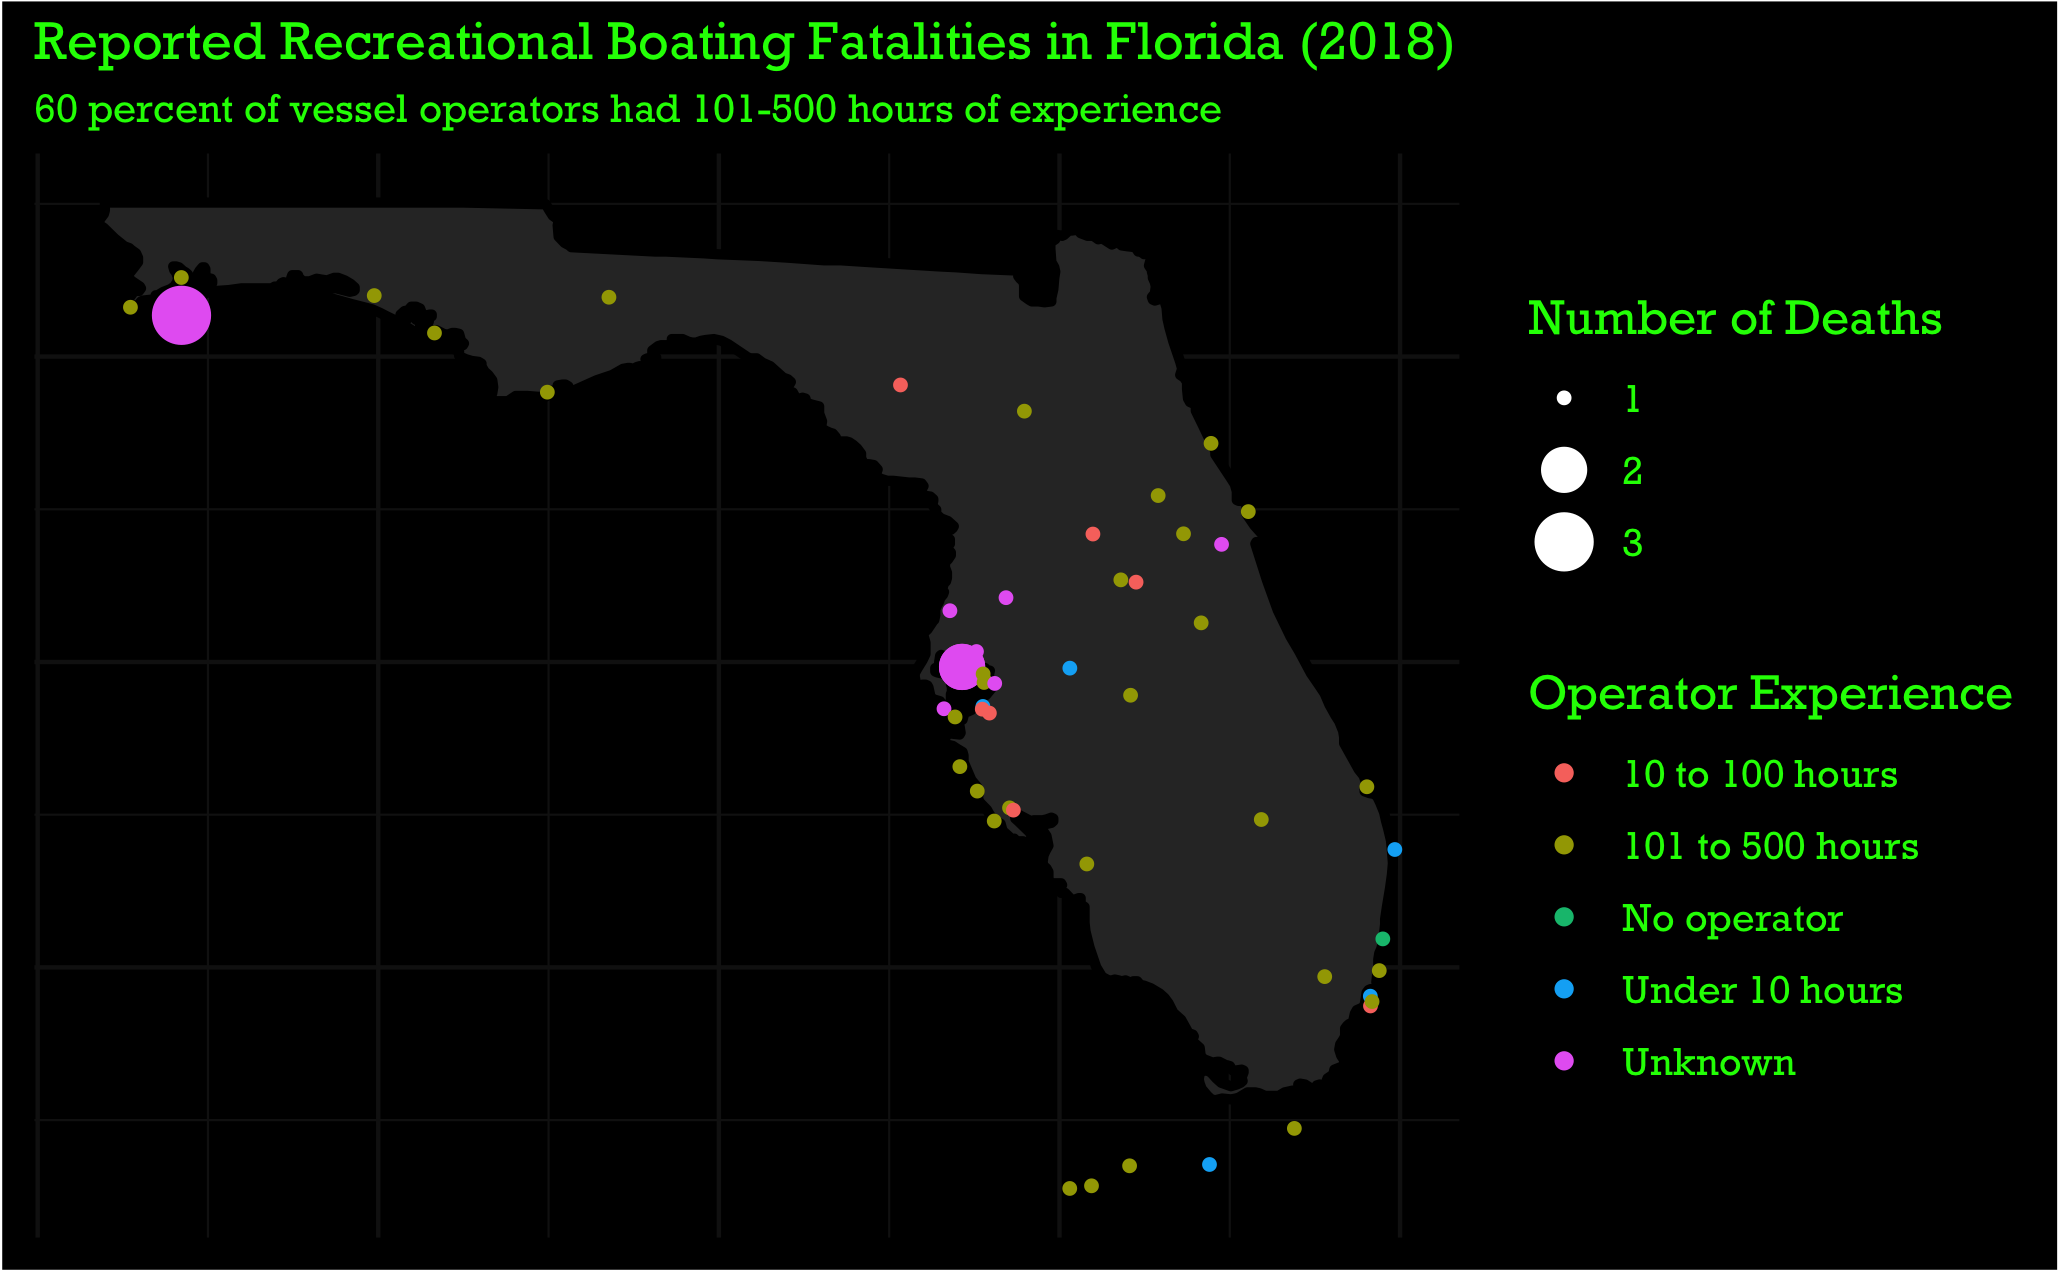 Reported Recreational Boating Fatalities in Florida (2018)
60 percent of vessel operators had 101-500 hours of experience
Number of Deaths
1
2
3
Operator Experience
10 to 100 hours
101 to 500 hours
No operator
Under 10 hours
Unknown